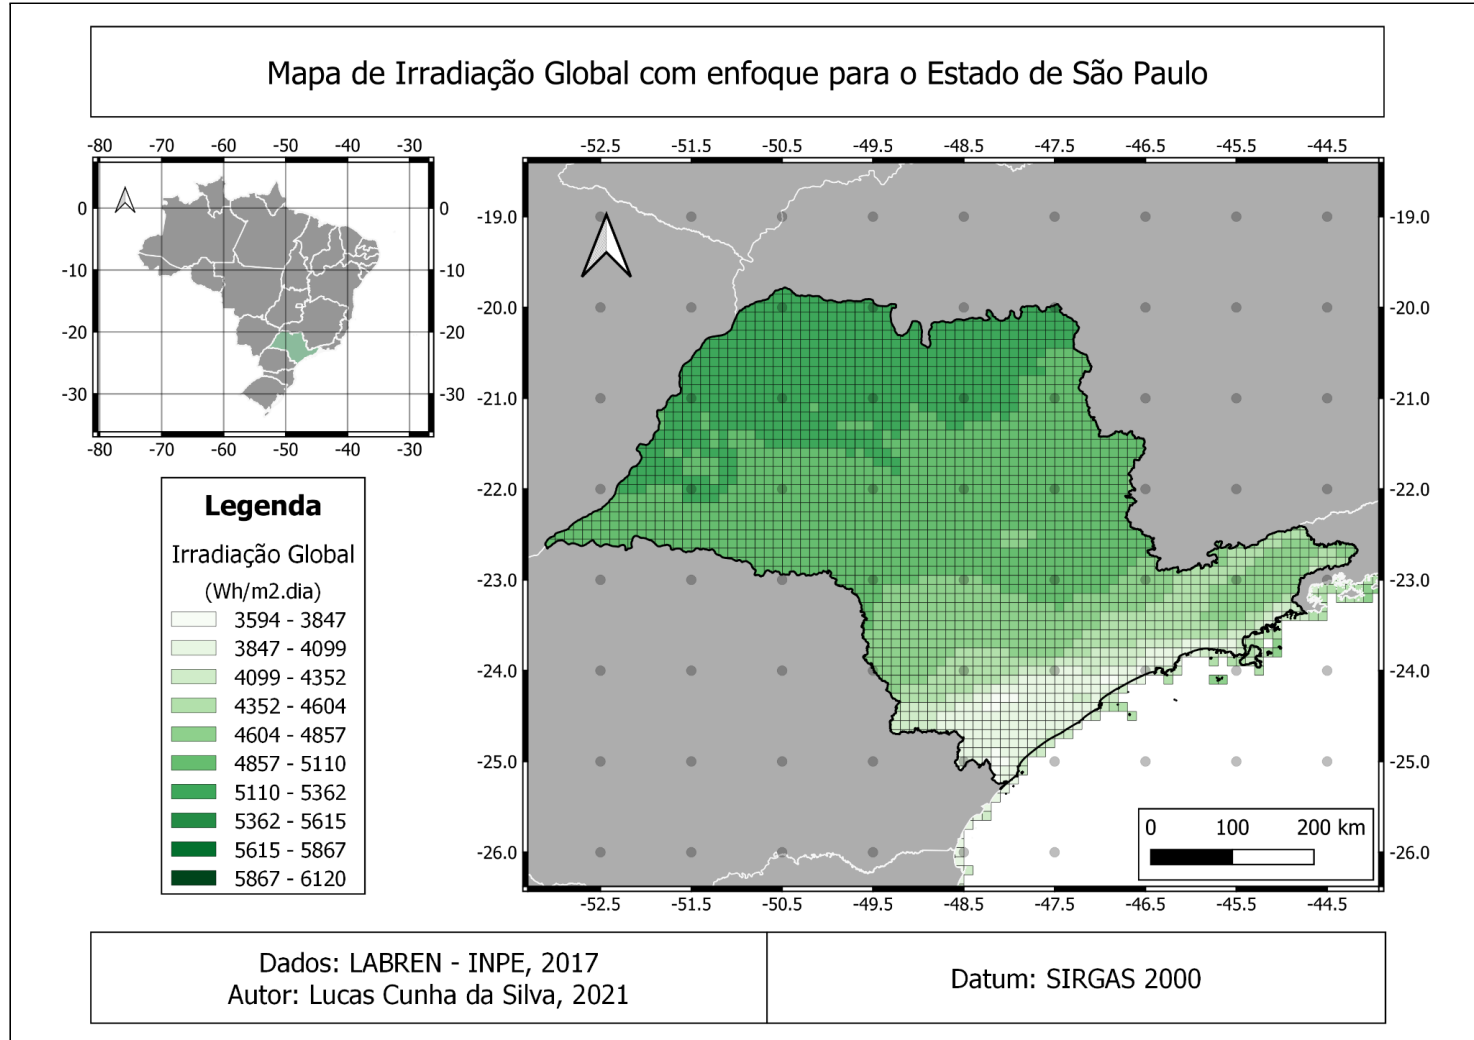 Mapa de Irradiação Global com enfoque para o Estado de São Paulo
-80 -70 -60 -50 -40 -30
0 0
-10 -10
-20 -20
-30 -30
-80 -70 -60 -50 -40 -30
-52.5 -51.5 -50.5 -49.5 -48.5 -47.5 -46.5 -45.5 -44.5
-19.0 -19.0
-20.0 -20.0
-21.0 -21.0
-22.0 -22.0
-23.0 -23.0
-24.0 -24.0
-25.0 -25.0
-26.0 -26.0
-52.5 -51.5 -50.5 -49.5 -48.5 -47.5 -46.5 -45.5 -44.5
0 100 200 km
Legenda
Irradiação Global
(Wh/m2.dia)
3594 - 3847
3847 - 4099
4099 - 4352
4352 - 4604
4604 - 4857
4857 - 5110
5110 - 5362
5362 - 5615
5615 - 5867
5867 - 6120
Dados: LABREN - INPE, 2017
Autor: Lucas Cunha da Silva, 2021
Datum: SIRGAS 2000